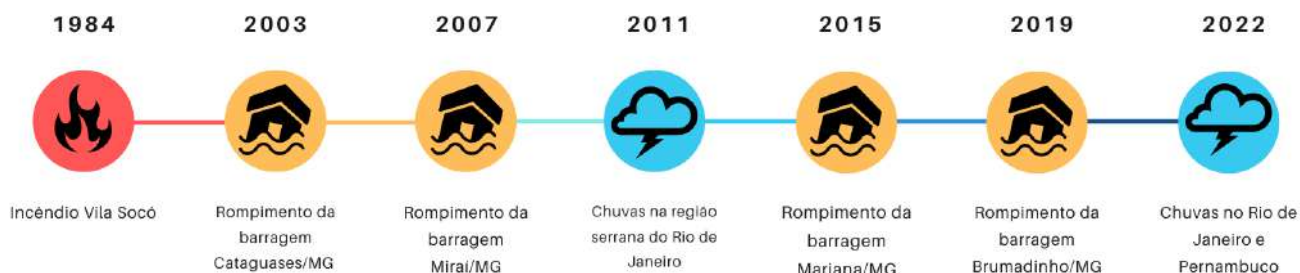 1984
2003
2007
2011
2015
2019
2022
Incêndio Vila Socó
Rompimento da
barragem
Cataguases/MG
Rompimento da
barragem
Miraí/MG
Chuvas na região
serrana do Rio de
Janeiro
Rompimento da
barragem
Mariana/MG
Rompimento da
barragem
Brumadinho/MG
Chuvas no Rio de
Janeiro e
Pernambuco